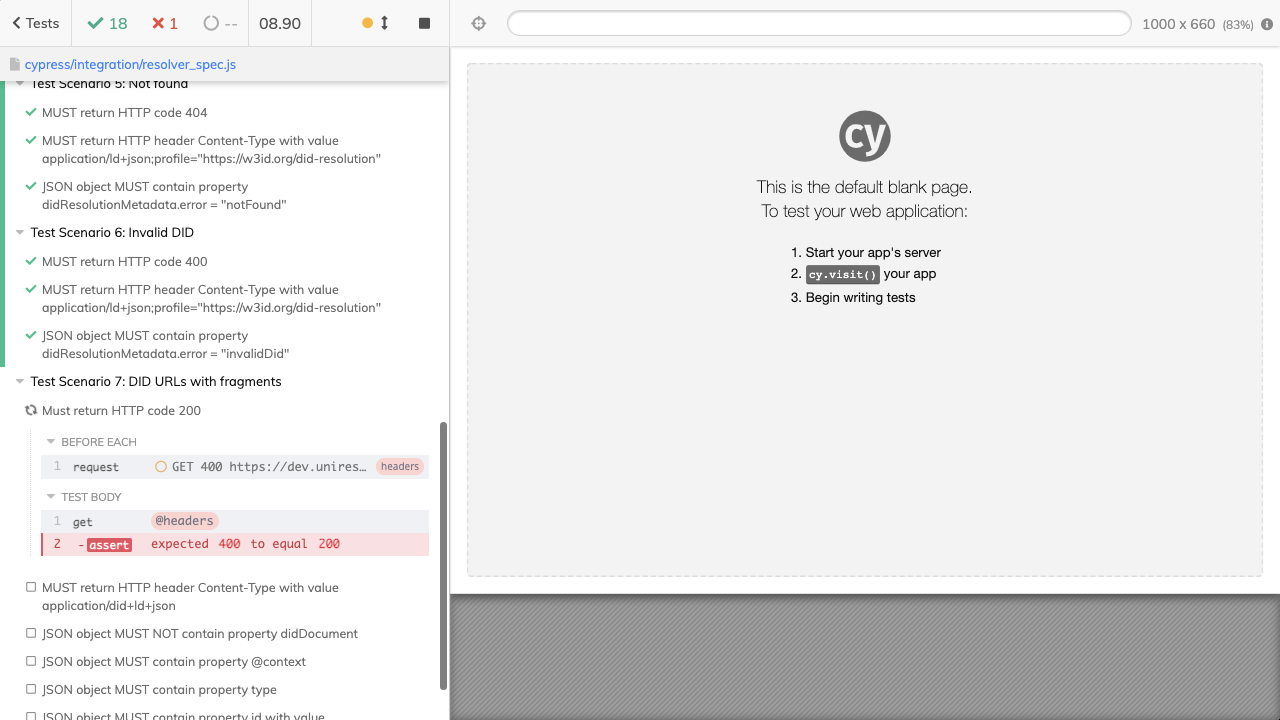 Tests
18
1
--
08.90
1000 x 660 (83%)
cypress/integration/resolver_spec.js
Test Scenario 5: Not found
MUST return HTTP code 404
MUST return HTTP header Content-Type with value
application/ld+json;profile="https://w3id.org/did-resolution"
JSON object MUST contain property
didResolutionMetadata.error = "notFound"
Test Scenario 6: Invalid DID
MUST return HTTP code 400
MUST return HTTP header Content-Type with value
application/ld+json;profile="https://w3id.org/did-resolution"
JSON object MUST contain property
didResolutionMetadata.error = "invalidDid"
Test Scenario 7: DID URLs with fragments
Must return HTTP code 200
BEFORE EACH
1 request GET 400 https://dev.unires… headers
TEST BODY
1 get @headers
2 -assert expected 400 to equal 200
MUST return HTTP header Content-Type with value
application/did+ld+json
JSON object MUST NOT contain property didDocument
JSON object MUST contain property @context
JSON object MUST contain property type
JSON object MUST contain property id with value
cy
This is the default blank page.
To test your web application:
1. Start your app's server
2. cy.visit() your app
3. Begin writing tests